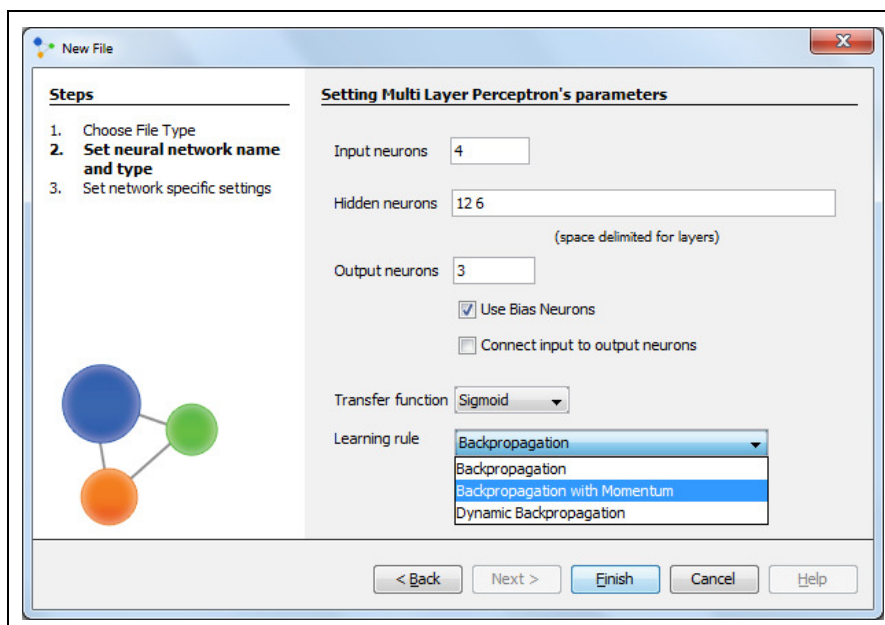 New File
Steps
1. Choose File Type
2. Set neural network name
and type
3. Set network specific settings
Setting Multi Layer Perceptron's parameters
Input neurons 4
Hidden neurons 12 6
(space delimited for layers)
Output neurons 3
Use Bias Neurons
Connect input to output neurons
Transfer function Sigmoid
Learning rule Backpropagation
Backpropagation
Backpropagation with Momentum
Dynamic Backpropagation
< Back Next > Finish Cancel Help